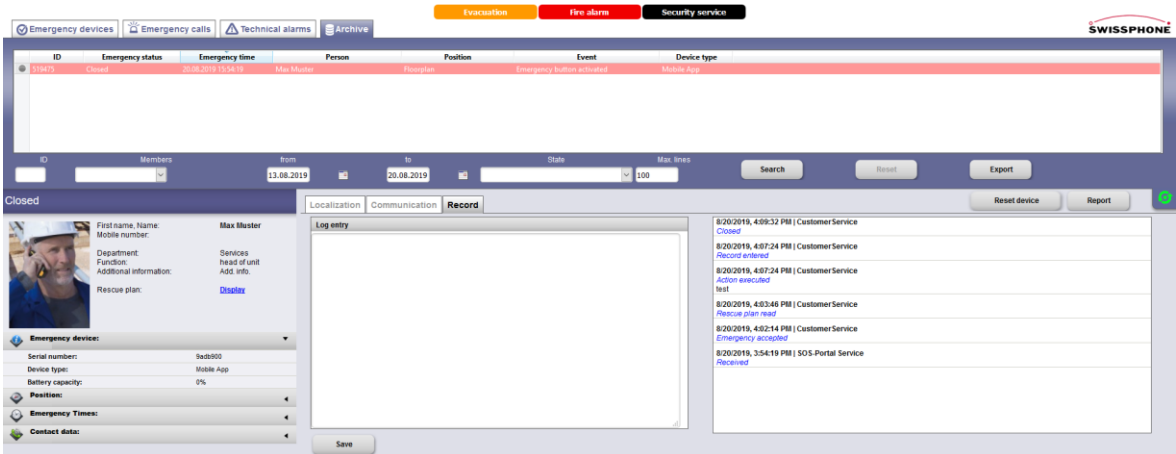 Evacuation Fire alarm Security service
Emergency devices Emergency calls Technical alarms Archive
SWISSPHONE
ID Emergency status Emergency time Person Position Event Device type
519475 Closed 20.08.2019 15:54:19 Max Muster Floorplan Emergency button activated Mobile App
ID Members from to State Max. lines
13.08.2019 20.08.2019 100 Search Reset Export
Closed
Localization Communication Record Reset device Report
First name, Name: Max Muster
Mobile number:
Department: Services
Function: head of unit
Additional information: Add. info.
Rescue plan: Display
Emergency device:
Serial number: 9adb900
Device type: Mobile App
Battery capacity: 0%
Position:
Emergency Times:
Contact data:
Log entry
Save
8/20/2019, 4:09:32 PM | CustomerService
Closed
8/20/2019, 4:07:24 PM | CustomerService
Record entered
8/20/2019, 4:07:24 PM | CustomerService
Action executed
test
8/20/2019, 4:03:46 PM | CustomerService
Rescue plan read
8/20/2019, 4:02:14 PM | CustomerService
Emergency accepted
8/20/2019, 3:54:19 PM | SOS-Portal Service
Received